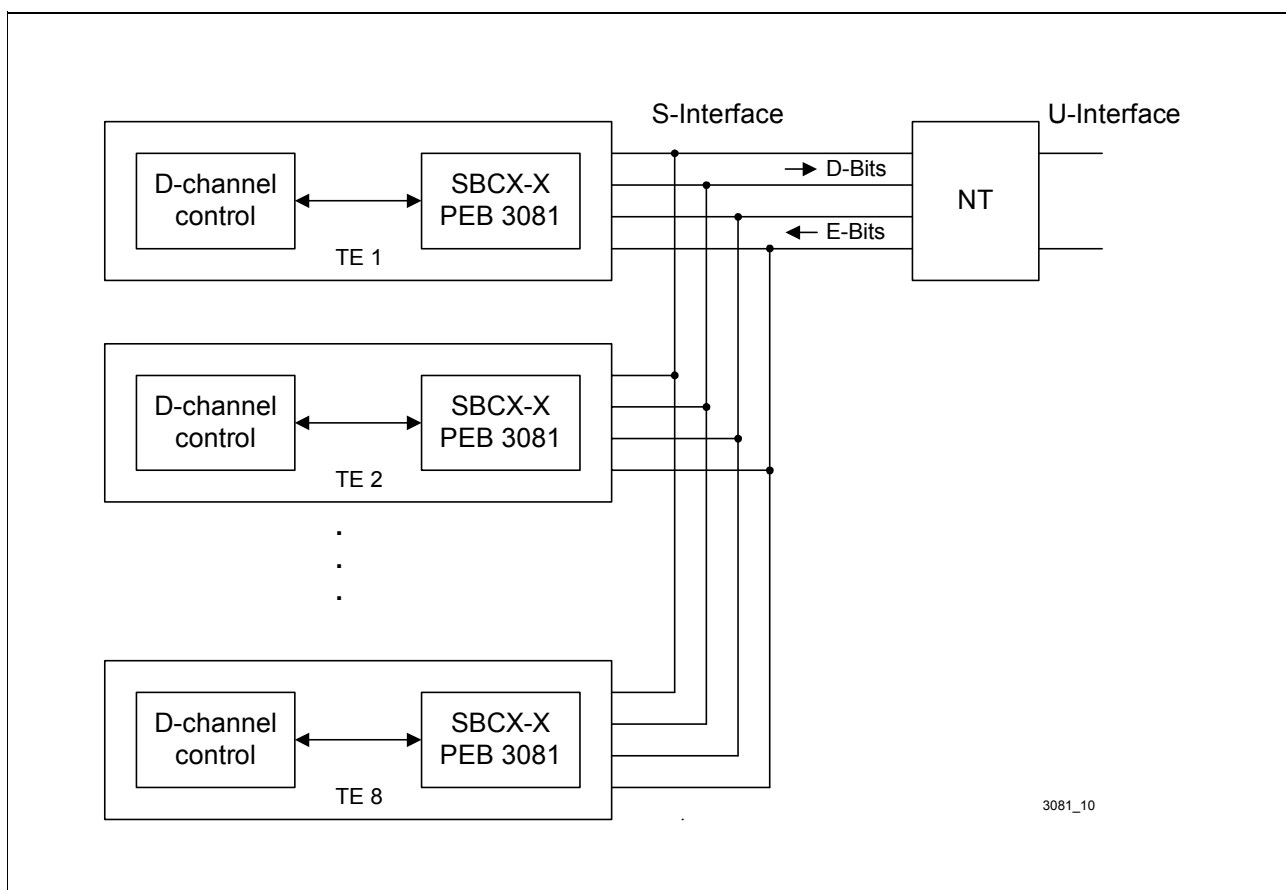 S-Interface
U-Interface
D-channel
control
SBCX-X
PEB 3081
TE 1
D-Bits
E-Bits
NT
D-channel
control
SBCX-X
PEB 3081
TE 2
.
.
.
D-channel
control
SBCX-X
PEB 3081
TE 8
3081_10